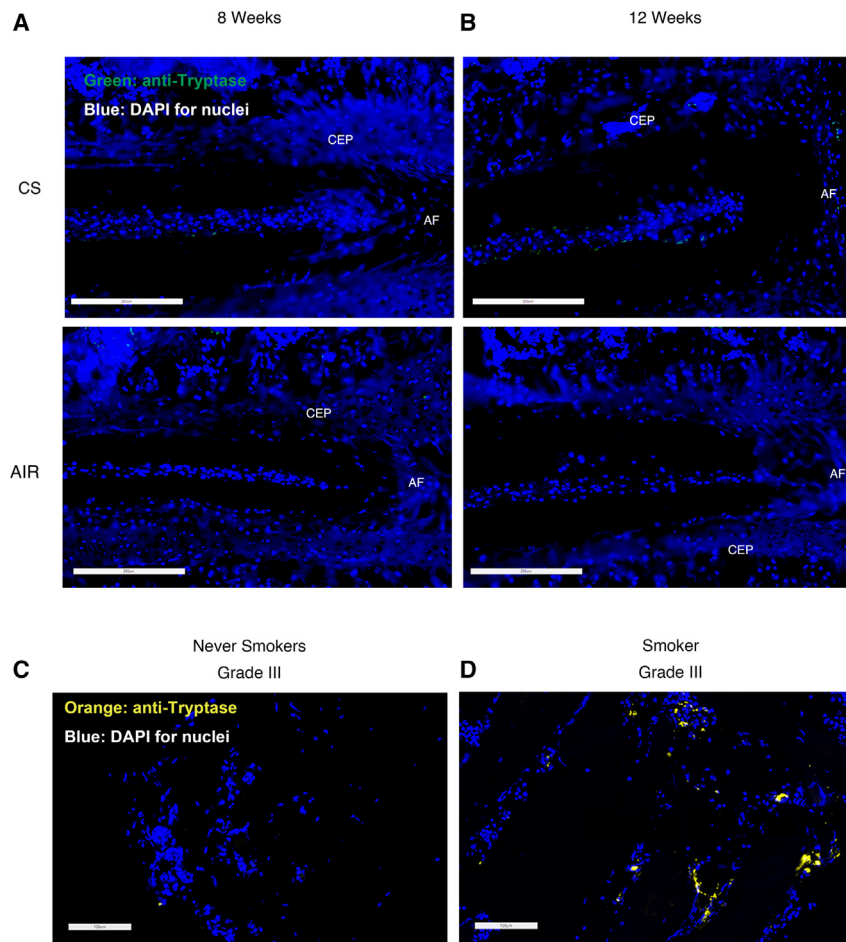 A
8 Weeks
B
12 Weeks
Green: anti-Tryptase
Blue: DAPI for nuclei
CEP
AF
CEP
AF
CS
CEP
AF
AF
CEP
AIR
Never Smokers
Grade III
C
Smoker
Grade III
D
Orange: anti-Tryptase
Blue: DAPI for nuclei